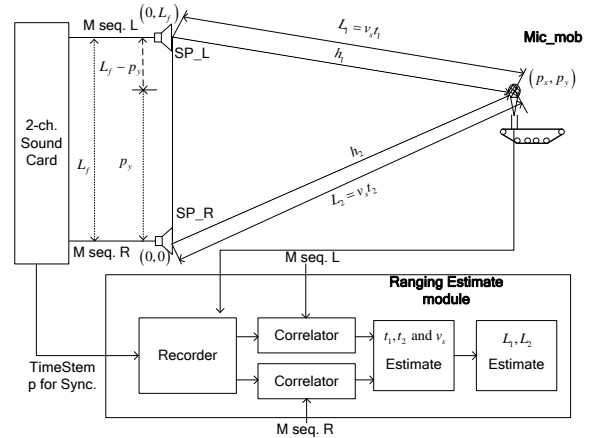 M seq. L
(0, L_f)
SP_L
L_1 = v_s t_1
h_1
Mic_mob
(p_x, p_y)
L_f - p_y
2-ch.
Sound
Card
L_f
p_y
h_2
L_2 = v_s t_2
SP_R
M seq. R
(0,0)
M seq. L
Ranging Estimate
module
Recorder
Correlator
Correlator
t_1, t_2 and v_s
Estimate
L_1, L_2
Estimate
TimeStem
p for Sync.
M seq. R